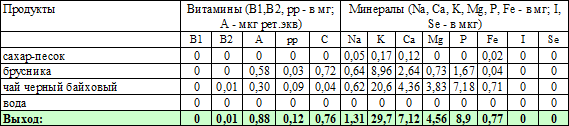 Продукты Витамины (В1,В2, рр - в мг; А - мкг рет.экв) Минералы (Na, Ca, K, Mg, P, Fe - в мг; I, Se - в мкг)
В1 В2 А рр С Na K Ca Mg P Fe I Se
сахар-песок 0 0 0 0 0 0,05 0,17 0,12 0 0 0,02 0 0
брусника 0 0 0,58 0,03 0,72 0,64 8,96 2,64 0,73 1,67 0,04 0 0
чай черный байховый 0 0,01 0,30 0,09 0,04 0,62 20,6 4,36 3,83 7,18 0,71 0 0
вода 0 0 0 0 0 0 0 0 0 0 0 0 0
Выход: 0 0,01 0,88 0,12 0,76 1,31 29,7 7,12 4,56 8,9 0,77 0 0